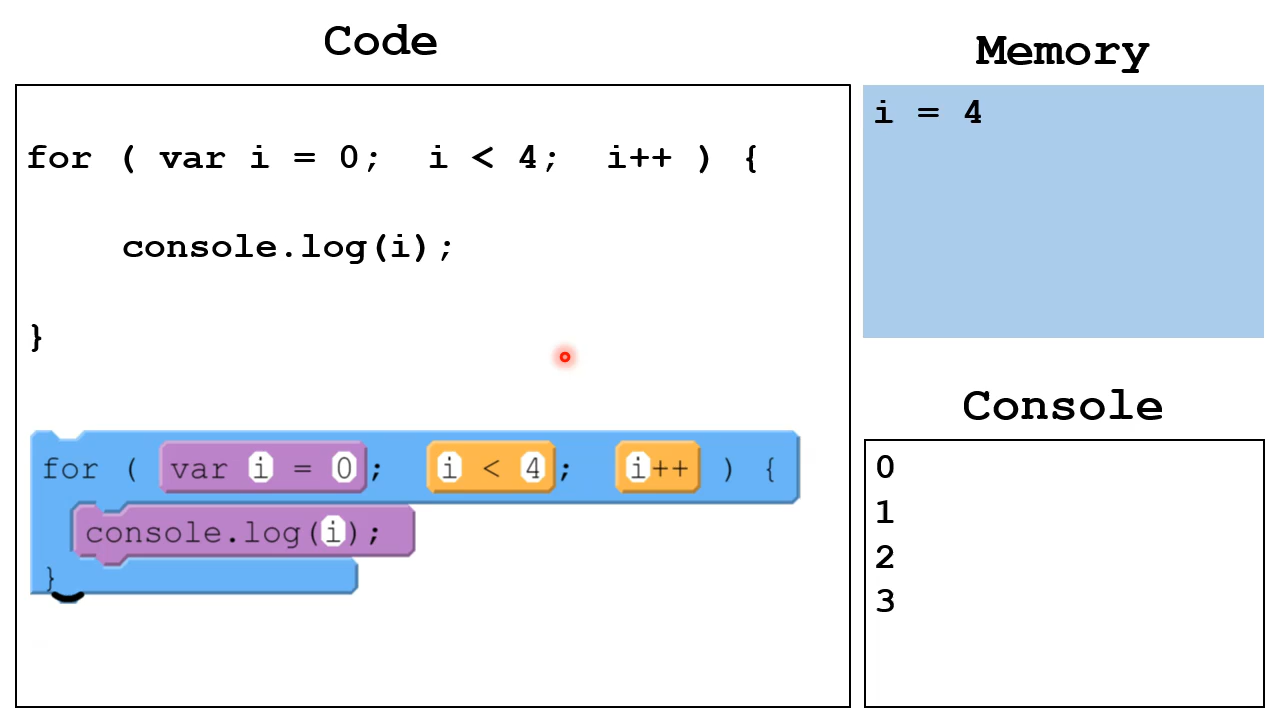 Code
for ( var i = 0;  i < 4;  i++ ) {
console.log(i);
}
for ( var i = 0;  i < 4;  i++ ) {
console.log(i);
}
Memory
i = 4
Console
0
1
2
3